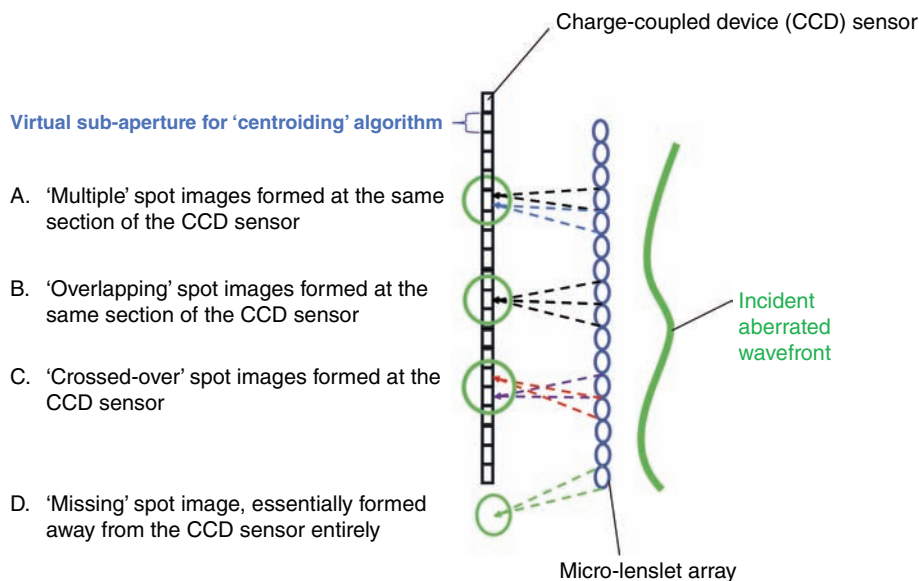 Charge-coupled device (CCD) sensor
Virtual sub-aperture for ‘centroiding’ algorithm
A. ‘Multiple’ spot images formed at the same
section of the CCD sensor
B. ‘Overlapping’ spot images formed at the
same section of the CCD sensor
Incident
aberrated
wavefront
C. ‘Crossed-over’ spot images formed at the
CCD sensor
D. ‘Missing’ spot image, essentially formed
away from the CCD sensor entirely
Micro-lenslet array